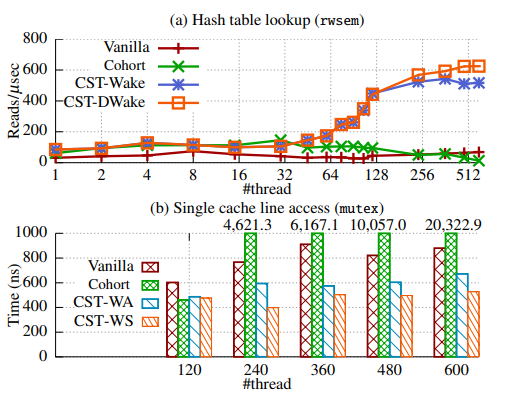 (a) Hash table lookup (rwsem)
Reads/μsec
800
600
400
200
0
Vanilla
Cohort
CST-Wake
CST-DWake
1 2 4 8 16 32 64 128 256 512
#thread
(b) Single cache line access (mutex)
Time (ns)
1000
800
600
400
200
0
4,621.3 6,167.1 10,057.0 20,322.9
Vanilla
Cohort
CST-WA
CST-WS
120 240 360 480 600
#thread